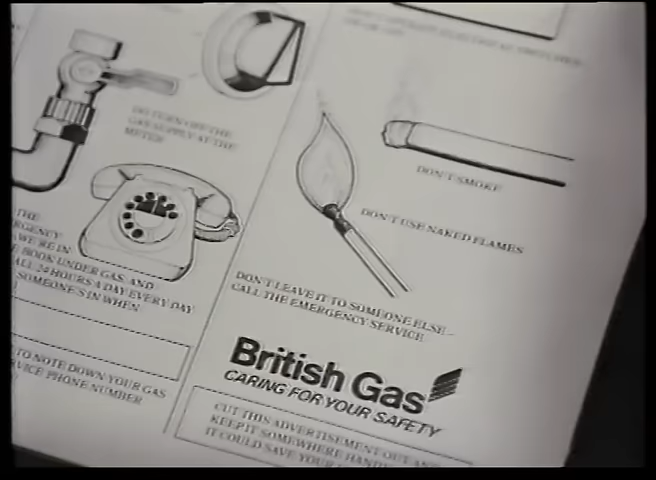 DO TURN OFF THE
GAS SUPPLY AT THE
METER
THE
WE'RE IN
BOOK UNDER GAS, AND
ALL 24 HOURS A DAY EVERY DAY
SOMEONE'S IN WHEN
TO NOTE DOWN YOUR GAS
PHONE NUMBER
DON'T SMOKE
DON'T USE NAKED FLAMES
DON'T LEAVE IT TO SOMEONE ELSE—
CALL THE EMERGENCY SERVICE
British Gas
CARING FOR YOUR SAFETY
CUT THIS ADVERTISEMENT OUT AND
KEEP IT SOMEWHERE HANDY
IT COULD SAVE YOUR